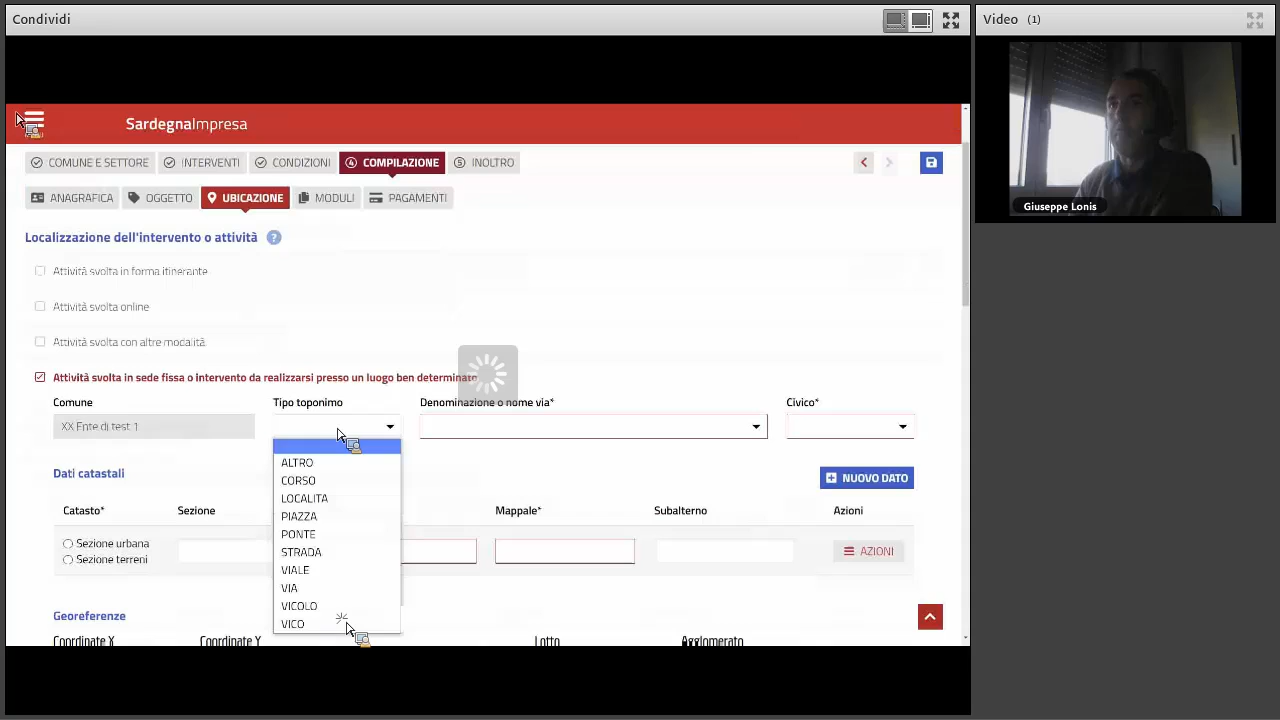 Condividi
Video (1)
Giuseppe Lonis
SardegnaImpresa
COMUNE E SETTORE
INTERVENTI
CONDIZIONI
4 COMPILAZIONE
5 INOLTRO
ANAGRAFICA
OGGETTO
UBICAZIONE
MODULI
PAGAMENTI
Localizzazione dell'intervento o attività ?
Attività svolta in forma itinerante
Attività svolta online
Attività svolta con altre modalità
Attività svolta in sede fissa o intervento da realizzarsi presso un luogo ben determinato
Comune
Tipo toponimo
Denominazione o nome via*
Civico*
XX Ente di test 1
ALTRO
CORSO
LOCALITA
PIAZZA
PONTE
STRADA
VIALE
VIA
VICOLO
VICO
Dati catastali
NUOVO DATO
Catasto*
Sezione
Mappale*
Subalterno
Azioni
Sezione urbana
Sezione terreni
AZIONI
Georeferenze
Coordinate X
Coordinate Y
Lotto
Agglomerato